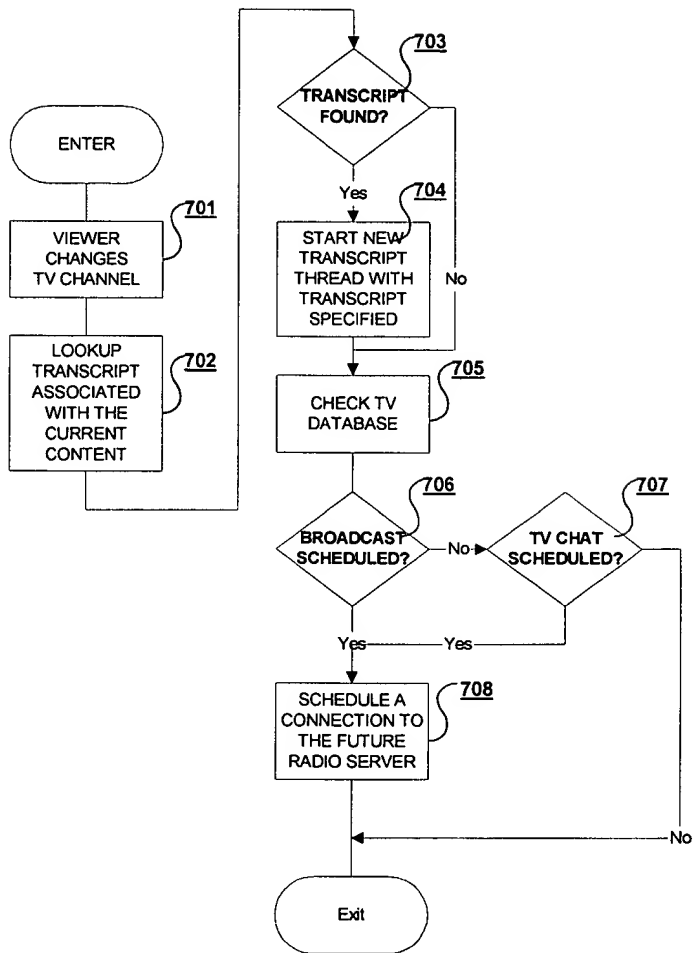 ENTER
701
VIEWER
CHANGES
TV CHANNEL
702
LOOKUP
TRANSCRIPT
ASSOCIATED
WITH THE
CURRENT
CONTENT
703
TRANSCRIPT
FOUND?
Yes
No
704
START NEW
TRANSCRIPT
THREAD WITH
TRANSCRIPT
SPECIFIED
705
CHECK TV
DATABASE
706
BROADCAST
SCHEDULED?
No
707
TV CHAT
SCHEDULED?
Yes
Yes
No
708
SCHEDULE A
CONNECTION TO
THE FUTURE
RADIO SERVER
Exit